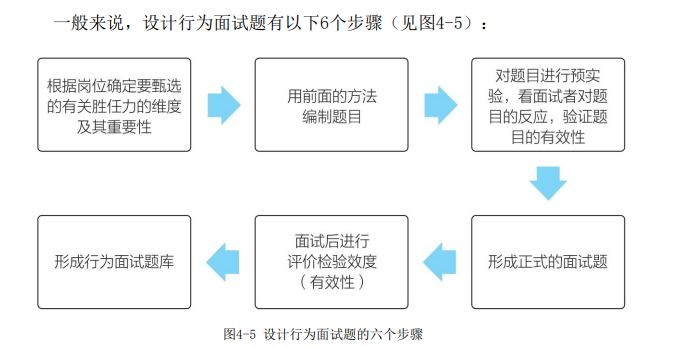 一般来说，设计行为面试题有以下6个步骤（见图4-5）：
根据岗位确定要甄选
的有关胜任力的维度
及其重要性
用前面的方法
编制题目
对题目进行预实
验，看面试者对题
目的反应，验证题
目的有效性
形成正式的面试题
面试后进行
评价检验效度
（有效性）
形成行为面试题库
图4-5 设计行为面试题的六个步骤